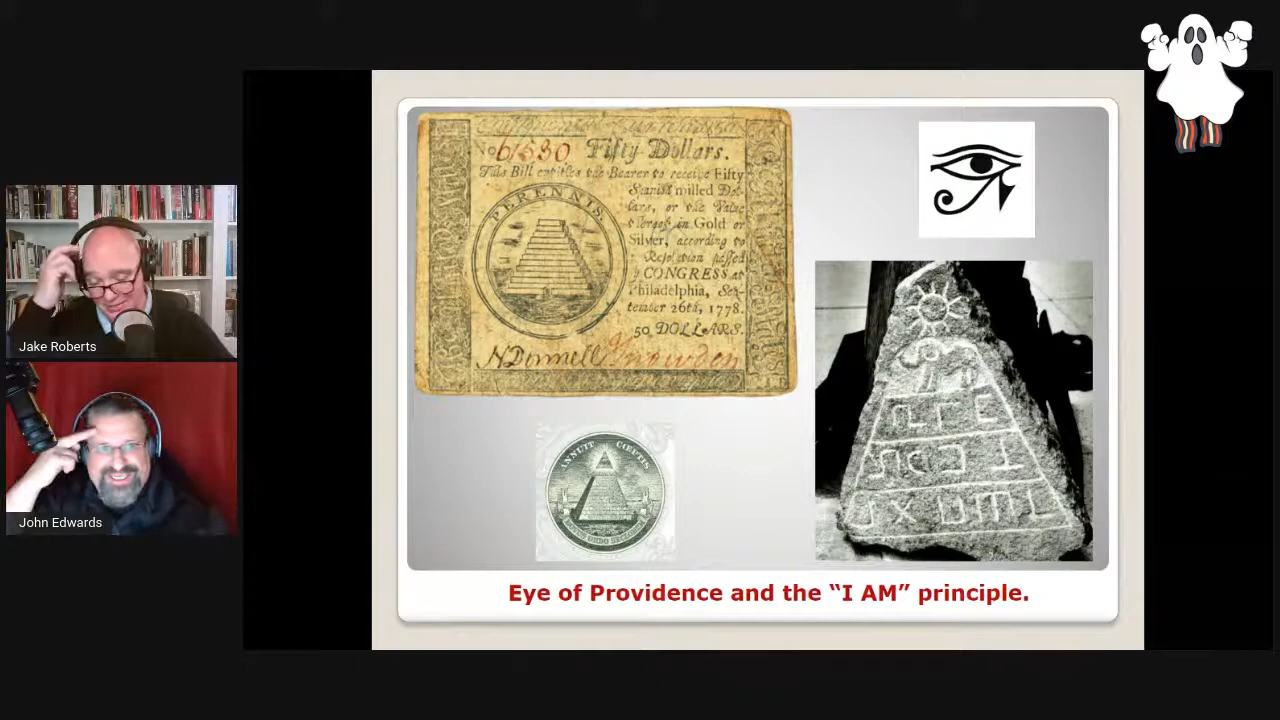 Jake Roberts
John Edwards
No 61530 Fifty Dollars.
This Bill entitles the Bearer to receive Fifty
Spanish milled Dol-
lars, or the Value
thereof in Gold or
Silver, according to
a Resolution passed
by CONGRESS at
Philadelphia, Sep-
tember 26th, 1778.
50 DOLLARS.
PERENNIS
ANNUIT COEPTIS
Eye of Providence and the “I AM” principle.